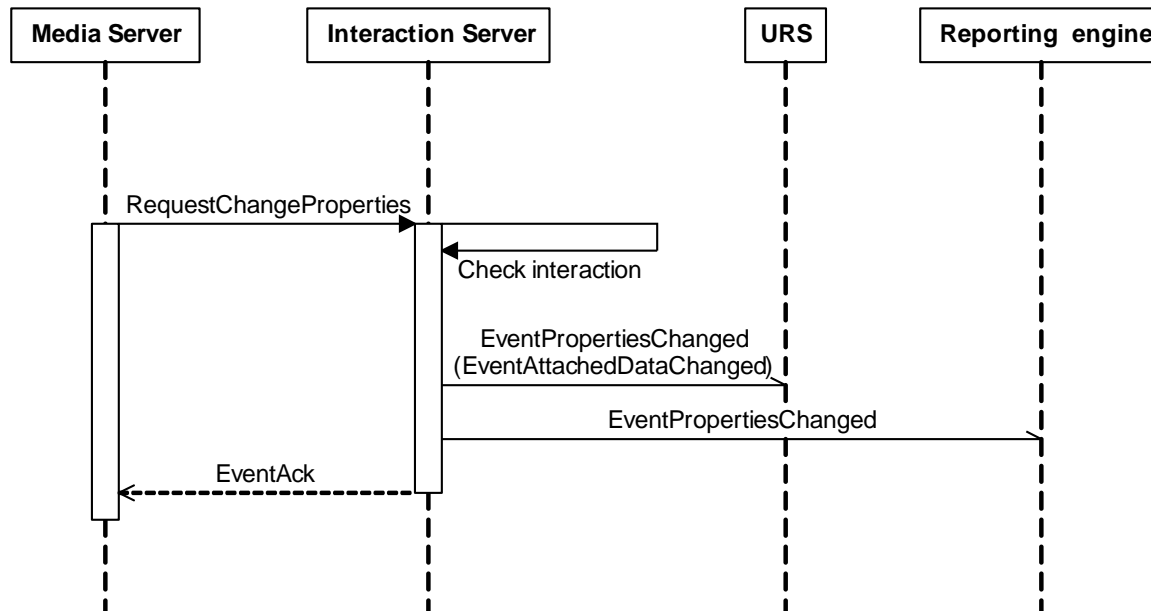 Media Server
Interaction Server
URS
Reporting engine
RequestChangeProperties
Check interaction
EventPropertiesChanged
(EventAttachedDataChanged)
EventPropertiesChanged
EventAck